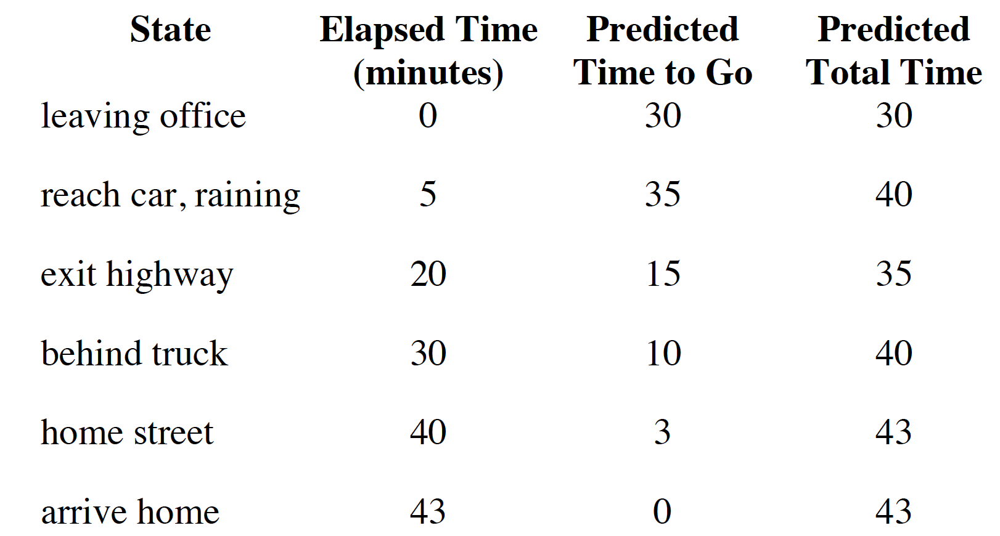 State Elapsed Time Predicted Predicted
(minutes) Time to Go Total Time
leaving office 0 30 30
reach car, raining 5 35 40
exit highway 20 15 35
behind truck 30 10 40
home street 40 3 43
arrive home 43 0 43